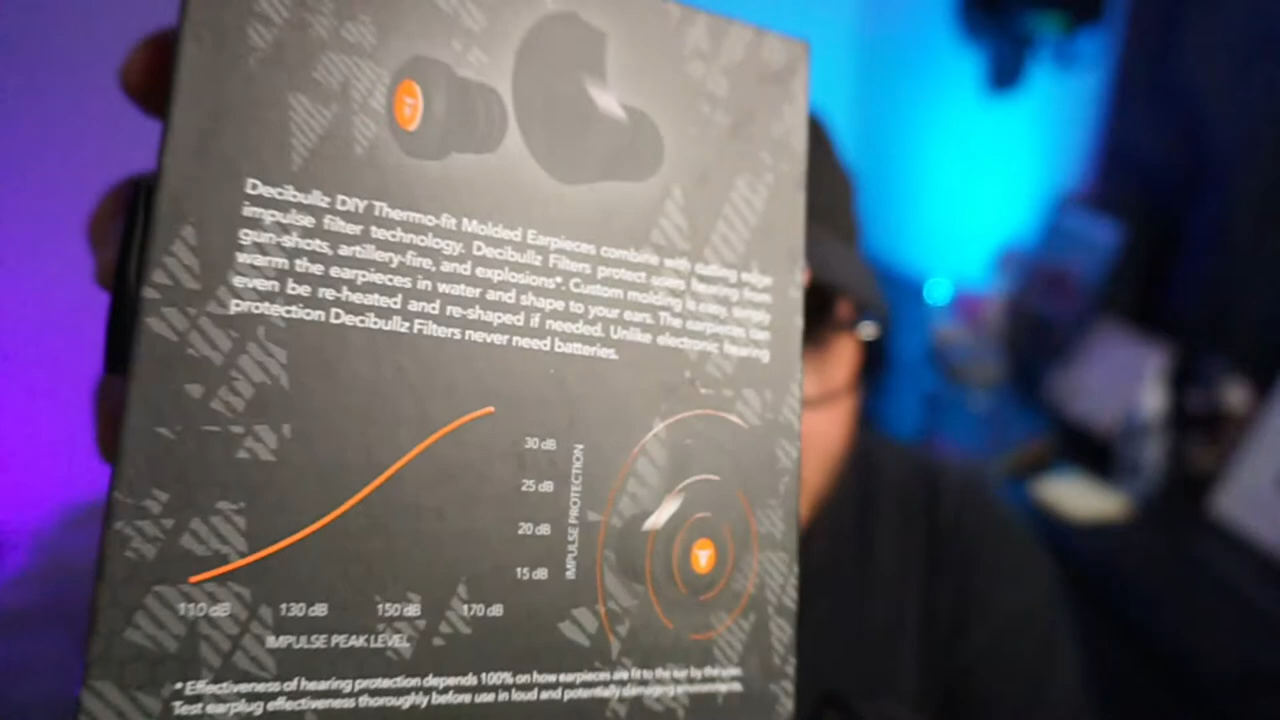 Decibullz DIY Thermo-fit Molded Earpieces combine with cutting edge
impulse filter technology. Decibullz Filters protect users hearing from
gun-shots, artillery-fire, and explosions*. Custom molding is easy, simply
warm the earpieces in water and shape to your ears. The earpieces can
even be re-heated and re-shaped if needed. Unlike electronic hearing
protection Decibullz Filters never need batteries.
30 dB
25 dB
20 dB
15 dB
IMPULSE PROTECTION
110 dB 130 dB 150 dB 170 dB
IMPULSE PEAK LEVEL
* Effectiveness of hearing protection depends 100% on how earpieces are fit to the ear by the user.
Test earplug effectiveness thoroughly before use in loud and potentially damaging environments.